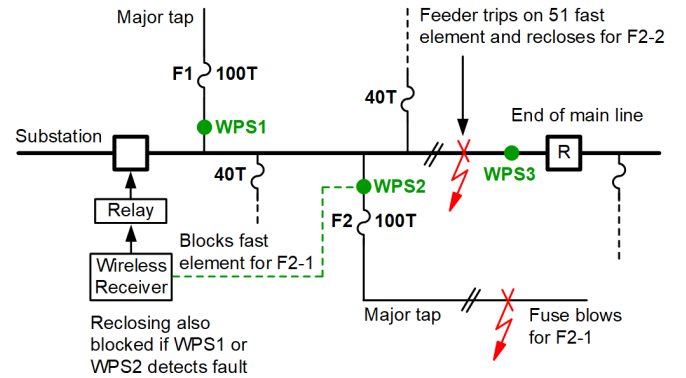 Major tap
F1
100T
WPS1
Substation
40T
Relay
Wireless
Receiver
Blocks fast
element for F2-1
Reclosing also
blocked if WPS1 or
WPS2 detects fault
Feeder trips on 51 fast
element and recloses for F2-2
40T
End of main line
WPS3
R
WPS2
F2
100T
Major tap
Fuse blows
for F2-1